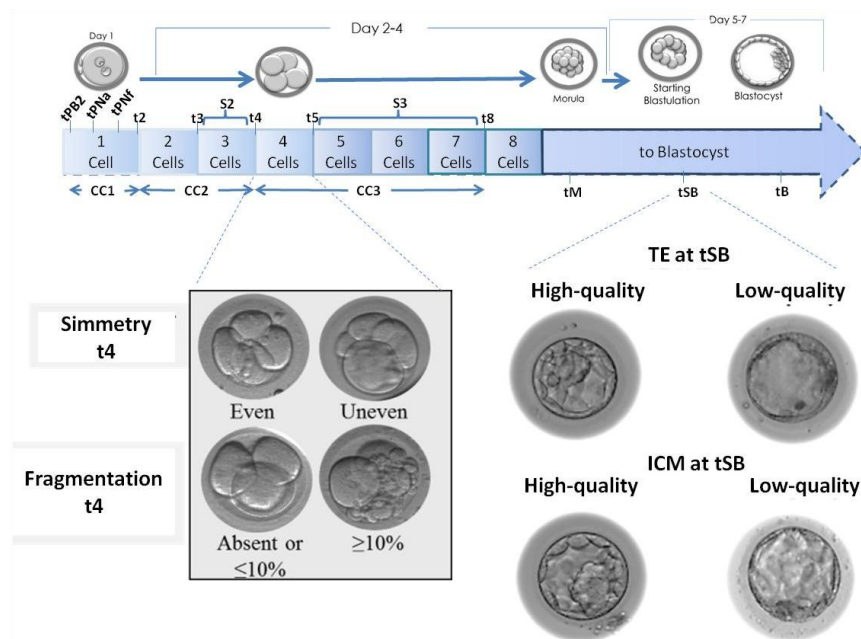 Day 1
Day 2-4
Day 5-7
Morula
Starting
Blastulation
Blastocyst
tPB2
tPNa
tPNf
t2
t3
S2
t4
t5
S3
t8
1
Cell
2
Cells
3
Cells
4
Cells
5
Cells
6
Cells
7
Cells
8
Cells
to Blastocyst
CC1
CC2
CC3
tM
tSB
tB
TE at tSB
High-quality
Low-quality
Simmetry
t4
Even
Uneven
Fragmentation
t4
Absent or
≤10%
≥10%
ICM at tSB
High-quality
Low-quality